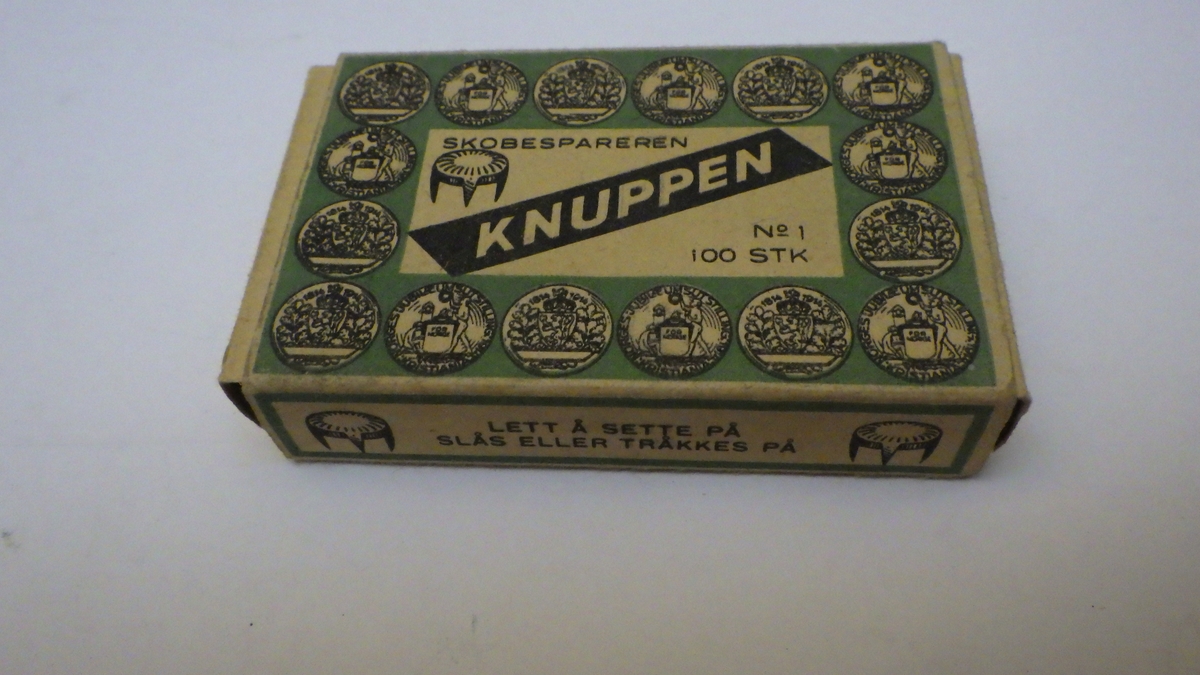 SKOBESPAREREN
KNUPPEN
Nº 1
100 STK
LETT Å SETTE PÅ
SLÅS ELLER TRÅKKES PÅ